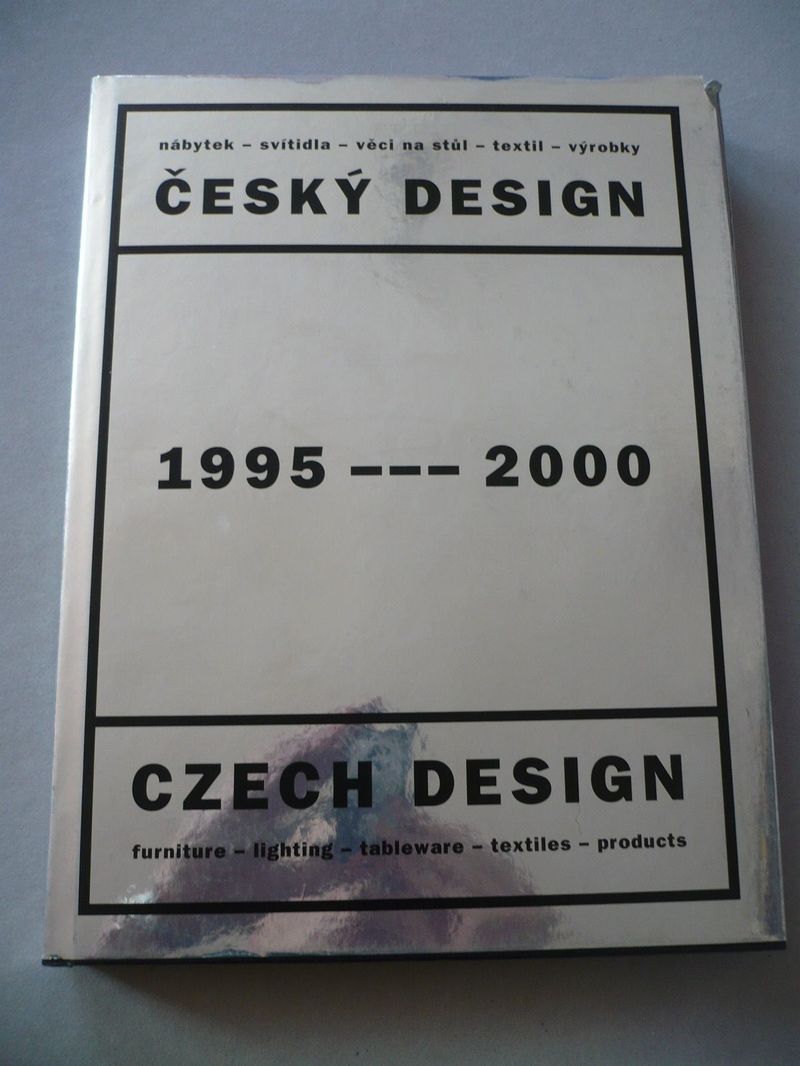 nábytek – svítidla – věci na stůl – textil – výrobky
ČESKÝ DESIGN
1995 ––– 2000
CZECH DESIGN
furniture – lighting – tableware – textiles – products